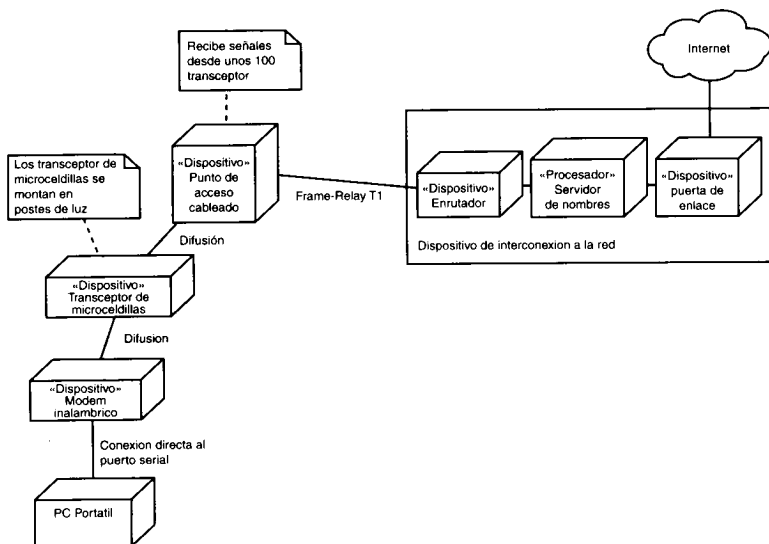 Recibe señales
desde unos 100
transceptor
Internet
Los transceptor de
microceldillas se
montan en
postes de luz
«Dispositivo»
Punto de
acceso
cableado
Frame-Relay T1
«Dispositivo»
Enrutador
«Procesador»
Servidor
de nombres
«Dispositivo»
puerta de
enlace
Dispositivo de interconexion a la red
Difusión
«Dispositivo»
Transceptor de
microceldillas
Difusion
«Dispositivo»
Modem
inalambrico
Conexion directa al
puerto serial
PC Portatil